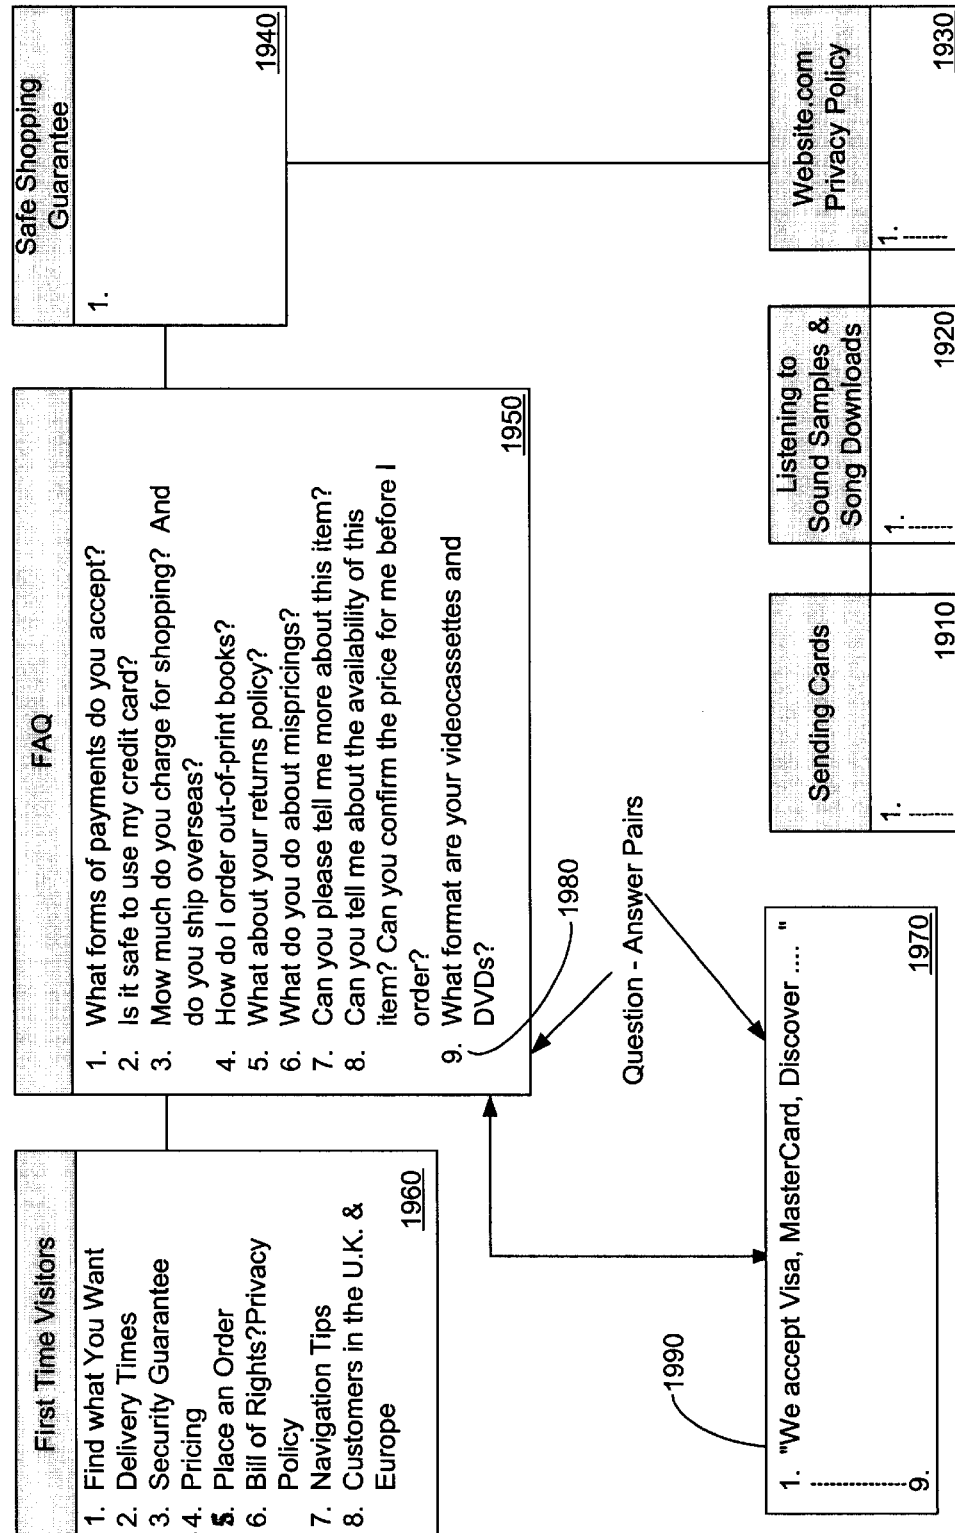 First Time Visitors
1. Find what You Want
2. Delivery Times
3. Security Guarantee
4. Pricing
5. Place an Order
6. Bill of Rights?Privacy
Policy
7. Navigation Tips
8. Customers in the U.K. &
Europe
1960
FAQ
1. What forms of payments do you accept?
2. Is it safe to use my credit card?
3. Mow much do you charge for shopping? And
do you ship overseas?
4. How do I order out-of-print books?
5. What about your returns policy?
6. What do you do about mispricings?
7. Can you please tell me more about this item?
8. Can you tell me about the availability of this
item? Can you confirm the price for me before I
order?
9. What format are your videocassettes and
DVDs?
1950
Safe Shopping
Guarantee
1.
1940
1980
Question - Answer Pairs
1990
1. "We accept Visa, MasterCard, Discover .... "
9.
1970
Sending Cards
1.
1910
Listening to
Sound Samples &
Song Downloads
1.
1920
Website.com
Privacy Policy
1.
1930